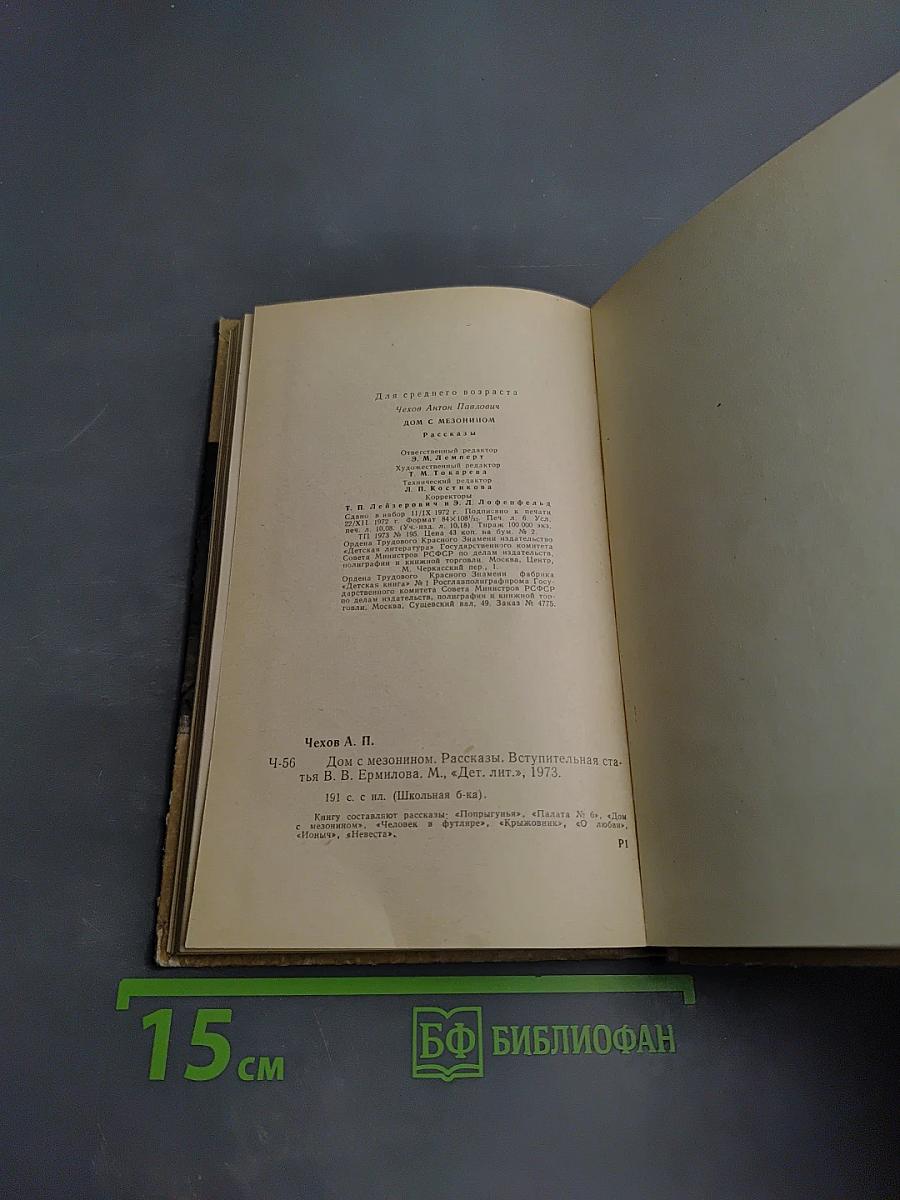 Для среднего возраста
Чехов Антон Павлович
ДОМ С МЕЗОНИНОМ
Рассказы
Ответственный редактор
Э. М. Лемперт
Художественный редактор
Т. М. Токарева
Технический редактор
Л. П. Костикова
Корректоры
Т. П. Лейзерович и Э. Л. Лофенфельд
Сдано в набор 11/IX 1972 г. Подписано к печати
22/XII 1972 г. Формат 84×108¹/₃₂. Печ. л. 6. Усл.
печ. л. 10,08. (Уч.-изд. л. 10,18). Тираж 100 000 экз.
ТП 1973 № 195. Цена 43 коп. на бум. № 2.
Ордена Трудового Красного Знамени издательство
«Детская литература» Государственного комитета
Совета Министров РСФСР по делам издательств,
полиграфии и книжной торговли. Москва, Центр,
М. Черкасский пер., 1.
Ордена Трудового Красного Знамени фабрика
«Детская книга» № 1 Росглавполиграфпрома Госу-
дарственного комитета Совета Министров РСФСР
по делам издательств, полиграфии и книжной тор-
говли. Москва, Сущевский вал, 49. Заказ № 4775.
Чехов А. П.
Ч-56 Дом с мезонином. Рассказы. Вступительная ста-
тья В. В. Ермилова. М., «Дет. лит.», 1973.
191 с. с ил. (Школьная б-ка).
Книгу составляют рассказы: «Попрыгунья», «Палата № 6», «Дом
с мезонином», «Человек в футляре», «Крыжовник», «О любви»,
«Ионыч», «Невеста».
Р1
15 см
БФ БИБЛИОФАН